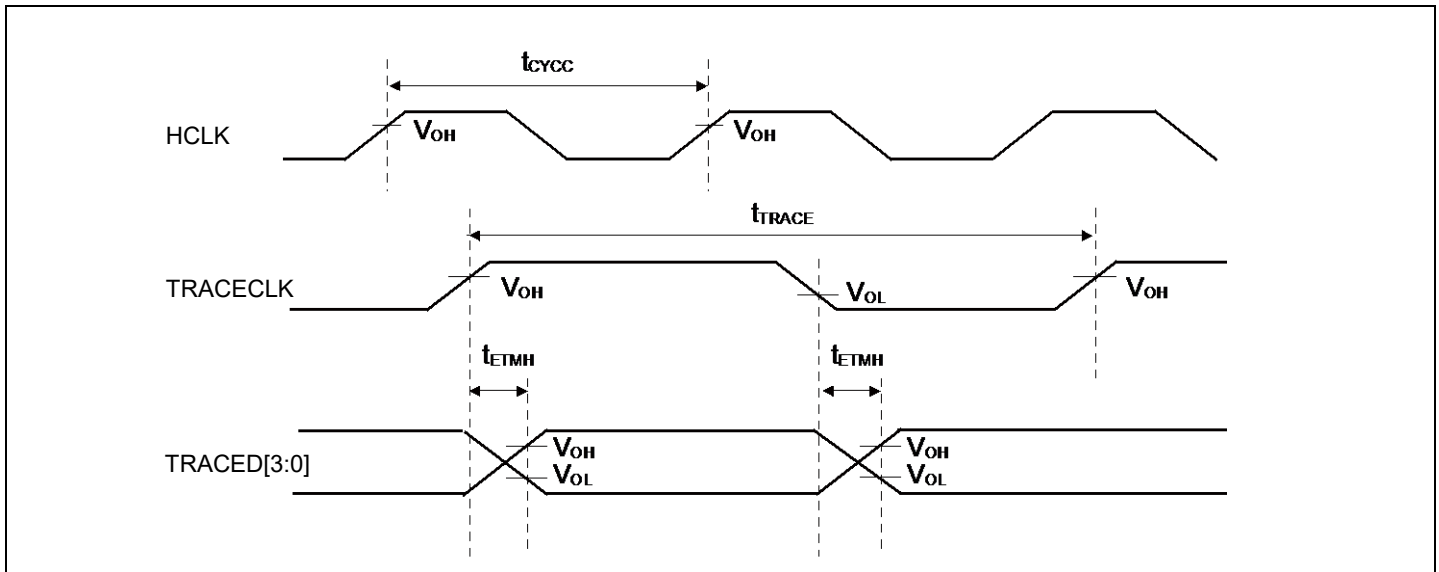 tCYCC
HCLK
VOH
VOH
tTRACE
TRACECLK
VOH
VOL
VOH
tETMH
tETMH
TRACED[3:0]
VOH
VOL
VOH
VOL